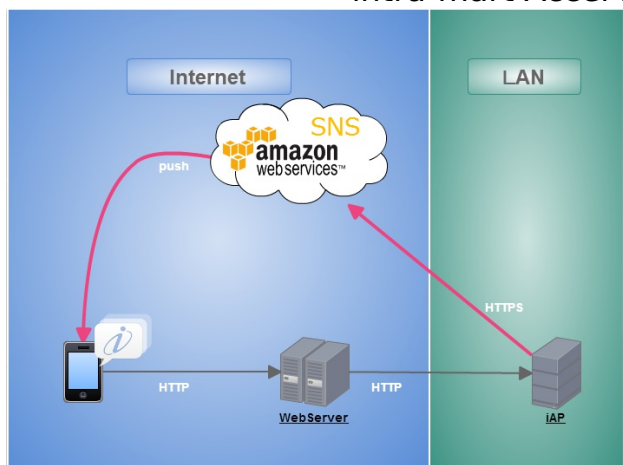 Internet
LAN
SNS
amazon
webservices™
push
HTTPS
i
HTTP
HTTP
WebServer
iAP